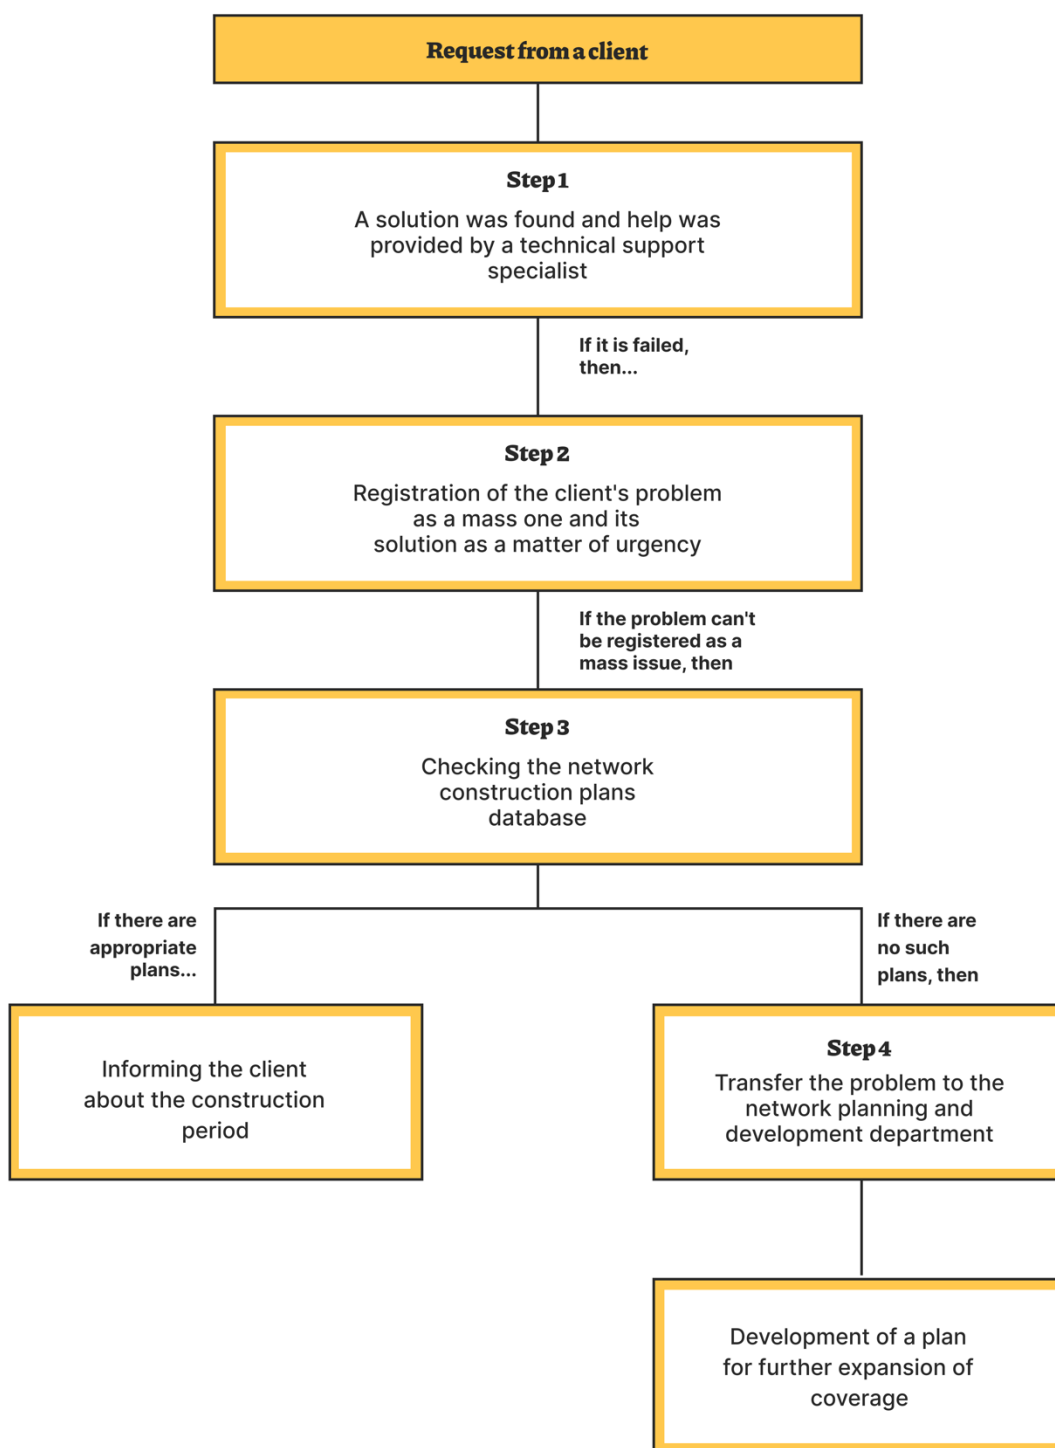 Request from a client
Step 1
A solution was found and help was
provided by a technical support
specialist
If it is failed,
then...
Step 2
Registration of the client's problem
as a mass one and its
solution as a matter of urgency
If the problem can't
be registered as a
mass issue, then
Step 3
Checking the network
construction plans
database
If there are
appropriate
plans...
If there are
no such
plans, then
Informing the client
about the construction
period
Step 4
Transfer the problem to the
network planning and
development department
Development of a plan
for further expansion of
coverage